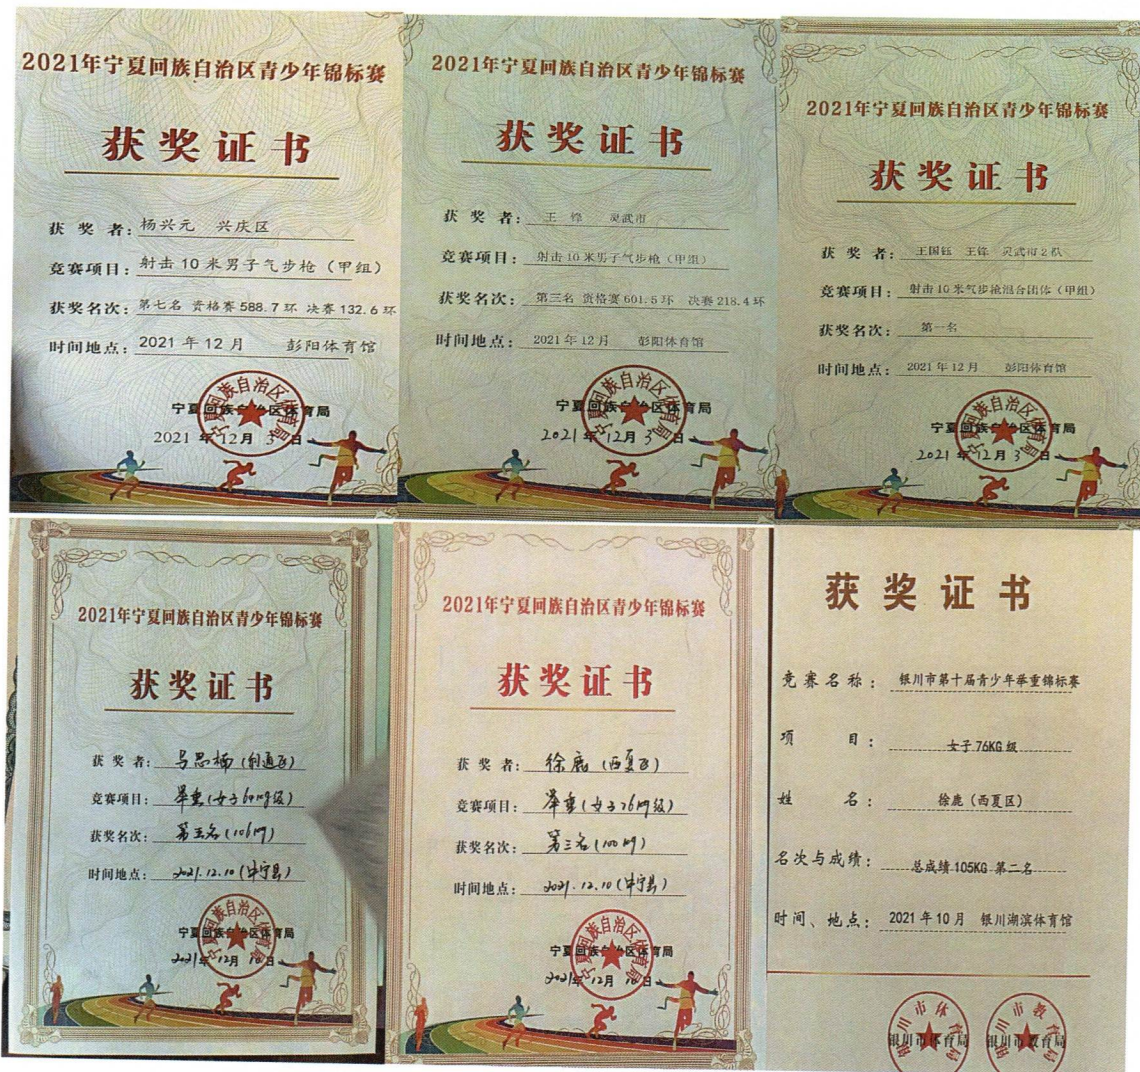 2021年宁夏回族自治区青少年锦标赛
获奖证书
获奖者：杨兴元 兴庆区
竞赛项目：射击10米男子气步枪（甲组）
获奖名次：第七名 资格赛588.7环 决赛132.6环
时间地点：2021年12月 彭阳体育馆
宁夏回族自治区体育局
2021年12月3日
2021年宁夏回族自治区青少年锦标赛
获奖证书
获奖者：王锋 灵武市
竞赛项目：射击10米男子气步枪（甲组）
获奖名次：第三名 资格赛601.5环 决赛218.4环
时间地点：2021年12月 彭阳体育馆
宁夏回族自治区体育局
2021年12月3日
2021年宁夏回族自治区青少年锦标赛
获奖证书
获奖者：王国钰 王锋 灵武市2队
竞赛项目：射击10米气步枪混合团体（甲组）
获奖名次：第一名
时间地点：2021年12月 彭阳体育馆
宁夏回族自治区体育局
2021年12月3日
2021年宁夏回族自治区青少年锦标赛
获奖证书
获奖者：马思楠（利通区）
竞赛项目：举重（女子64kg级）
获奖名次：第五名（106kg）
时间地点：2021.12.10（中宁县）
宁夏回族自治区体育局
2021年12月10日
2021年宁夏回族自治区青少年锦标赛
获奖证书
获奖者：徐鹿（西夏区）
竞赛项目：举重（女子76kg级）
获奖名次：第三名（100kg）
时间地点：2021.12.10（中宁县）
宁夏回族自治区体育局
2021年12月10日
获奖证书
竞赛名称：银川市第十届青少年举重锦标赛
项目：女子76KG级
姓名：徐鹿（西夏区）
名次与成绩：总成绩105KG 第二名
时间、地点：2021年10月 银川湖滨体育馆
银川市体育局 银川市教育局